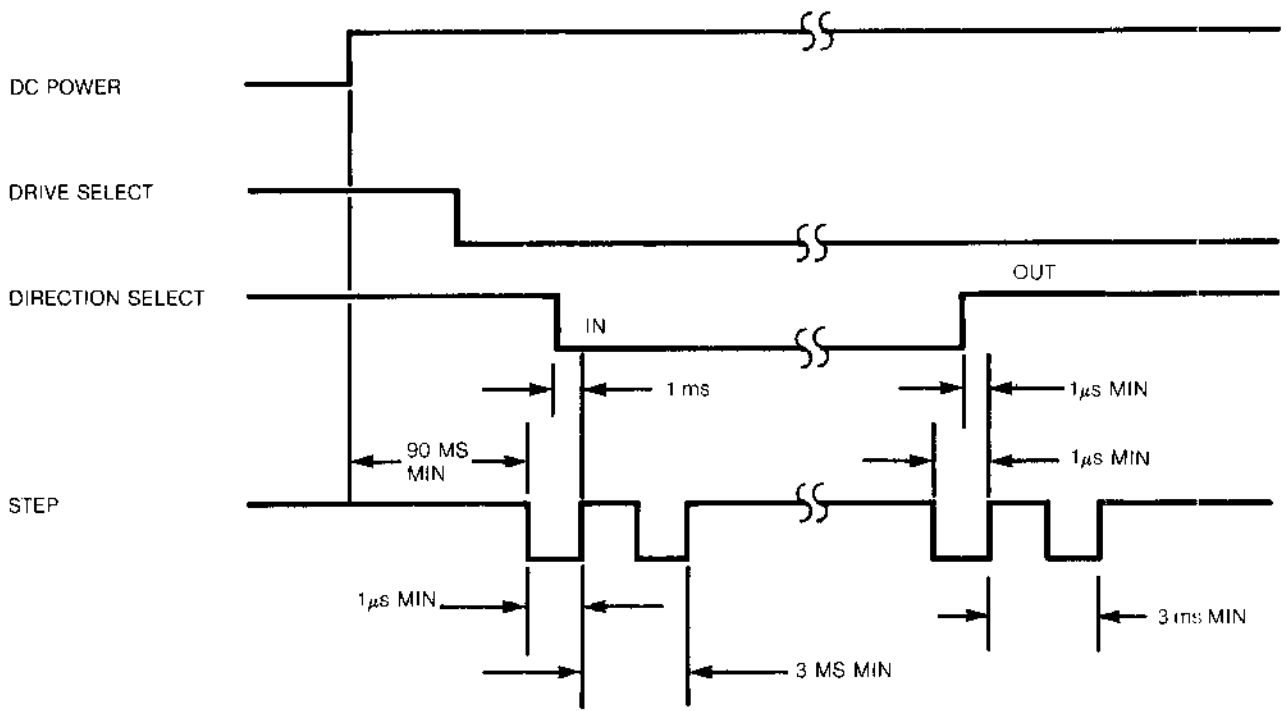 DC POWER
DRIVE SELECT
OUT
DIRECTION SELECT
IN
1 ms
1μs MIN
90 MS
MIN
1μs MIN
STEP
1μs MIN
3 ms MIN
3 MS MIN